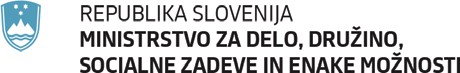 REPUBLIKA SLOVENIJA
MINISTRSTVO ZA DELO, DRUŽINO,
SOCIALNE ZADEVE IN ENAKE MOŽNOSTI